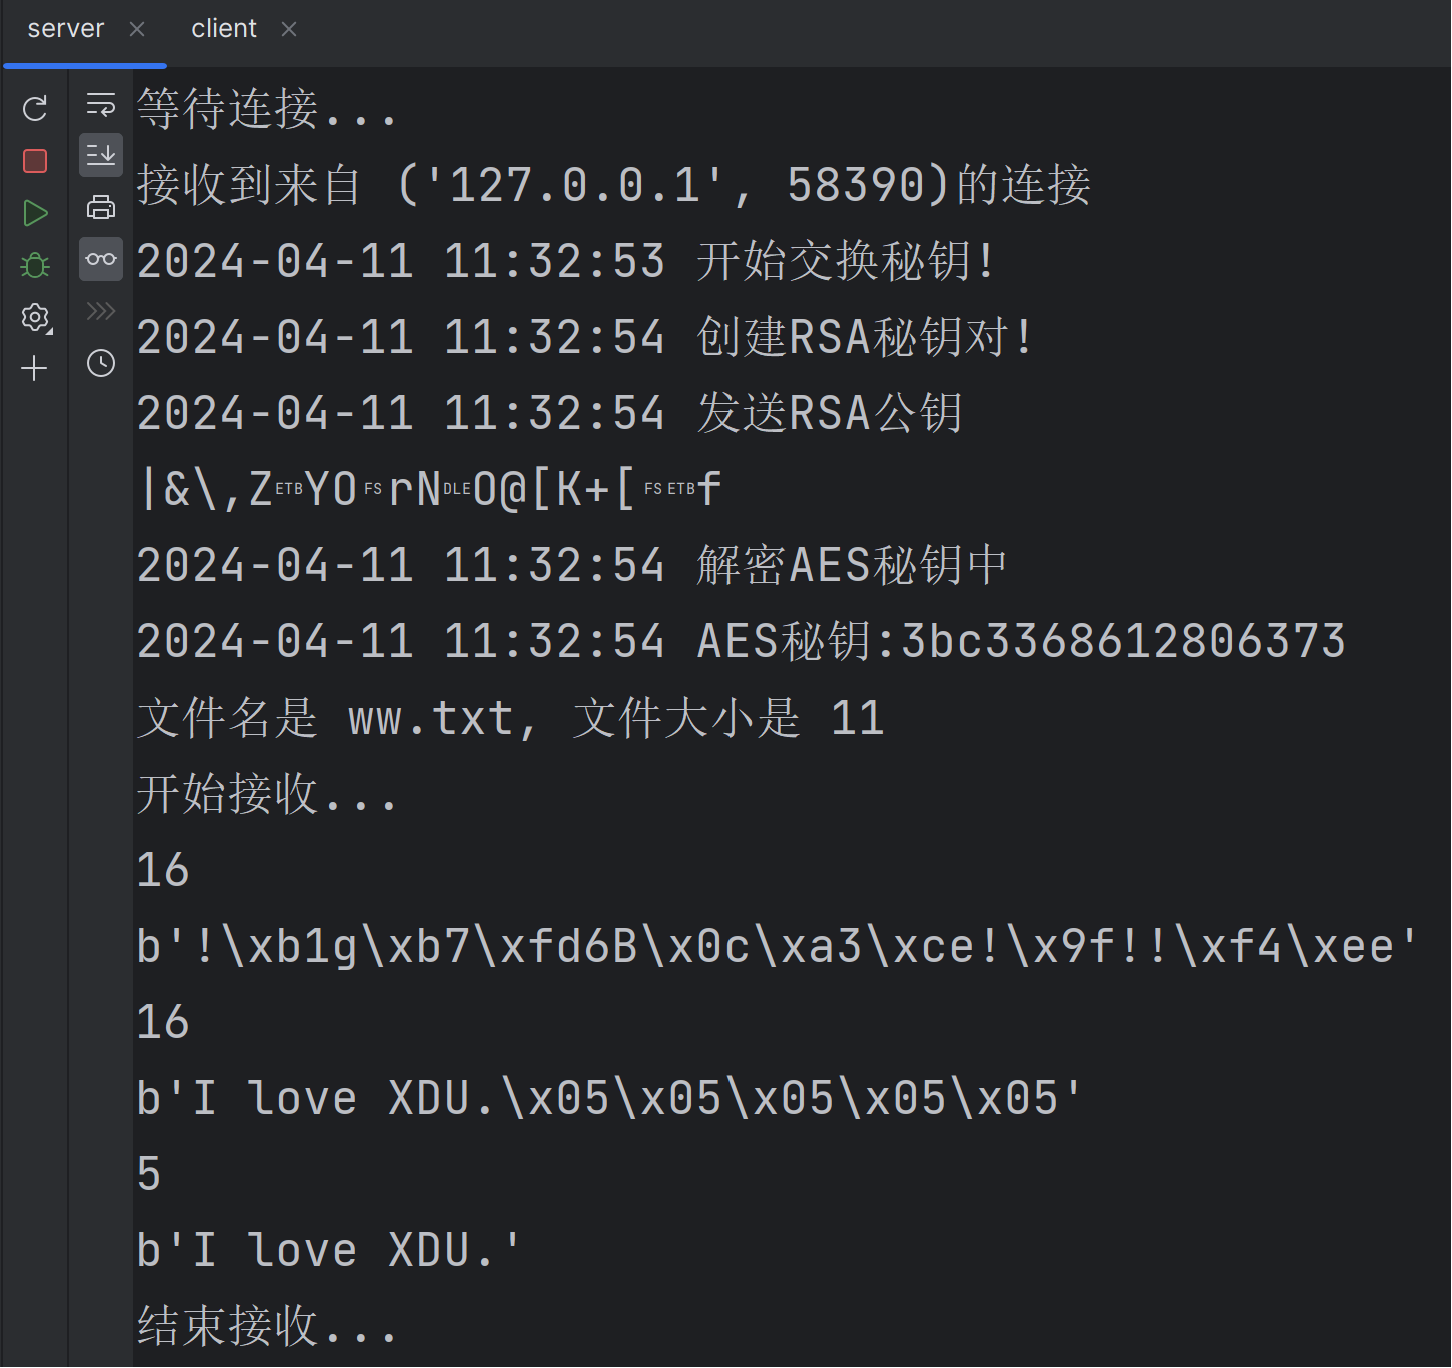 server client
等待连接...
接收到来自 ('127.0.0.1', 58390)的连接
2024-04-11 11:32:53 开始交换秘钥!
2024-04-11 11:32:54 创建RSA秘钥对!
2024-04-11 11:32:54 发送RSA公钥
|&\,ZETBYOFSrNDLEO@[K+[FSETBf
2024-04-11 11:32:54 解密AES秘钥中
2024-04-11 11:32:54 AES秘钥:3bc3368612806373
文件名是 ww.txt, 文件大小是 11
开始接收...
16
b'!\xb1g\xb7\xfd6B\x0c\xa3\xce!\x9f!!\xf4\xee'
16
b'I love XDU.\x05\x05\x05\x05\x05'
5
b'I love XDU.'
结束接收...